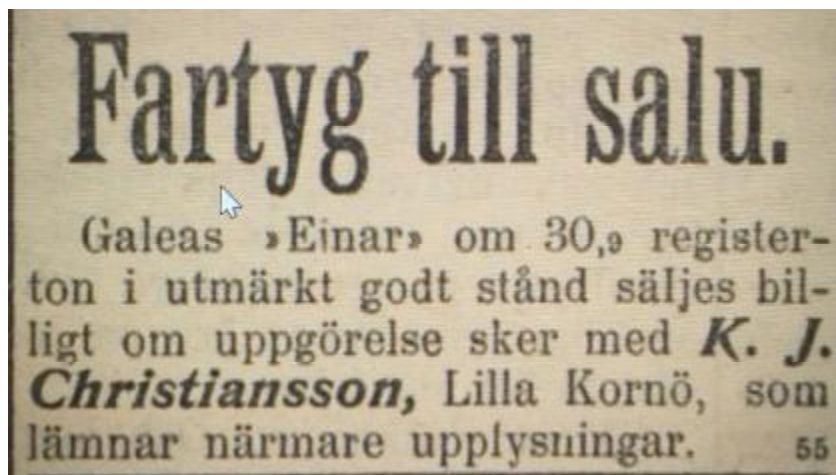 Fartyg till salu.
Galeas »Einar» om 30,9 register-
ton i utmärkt godt stånd säljes bil-
ligt om uppgörelse sker med K. J.
Christiansson, Lilla Kornö, som
lämnar närmare upplysningar. 55